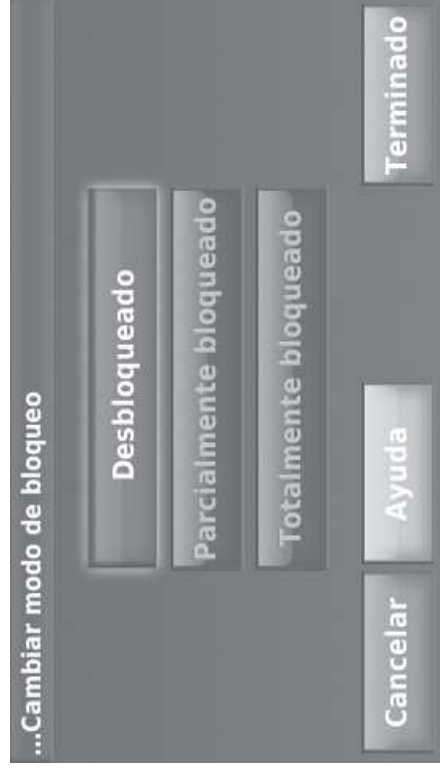 ...Cambiar modo de bloqueo
Desbloqueado
Parcialmente bloqueado
Totalmente bloqueado
Cancelar
Ayuda
Terminado